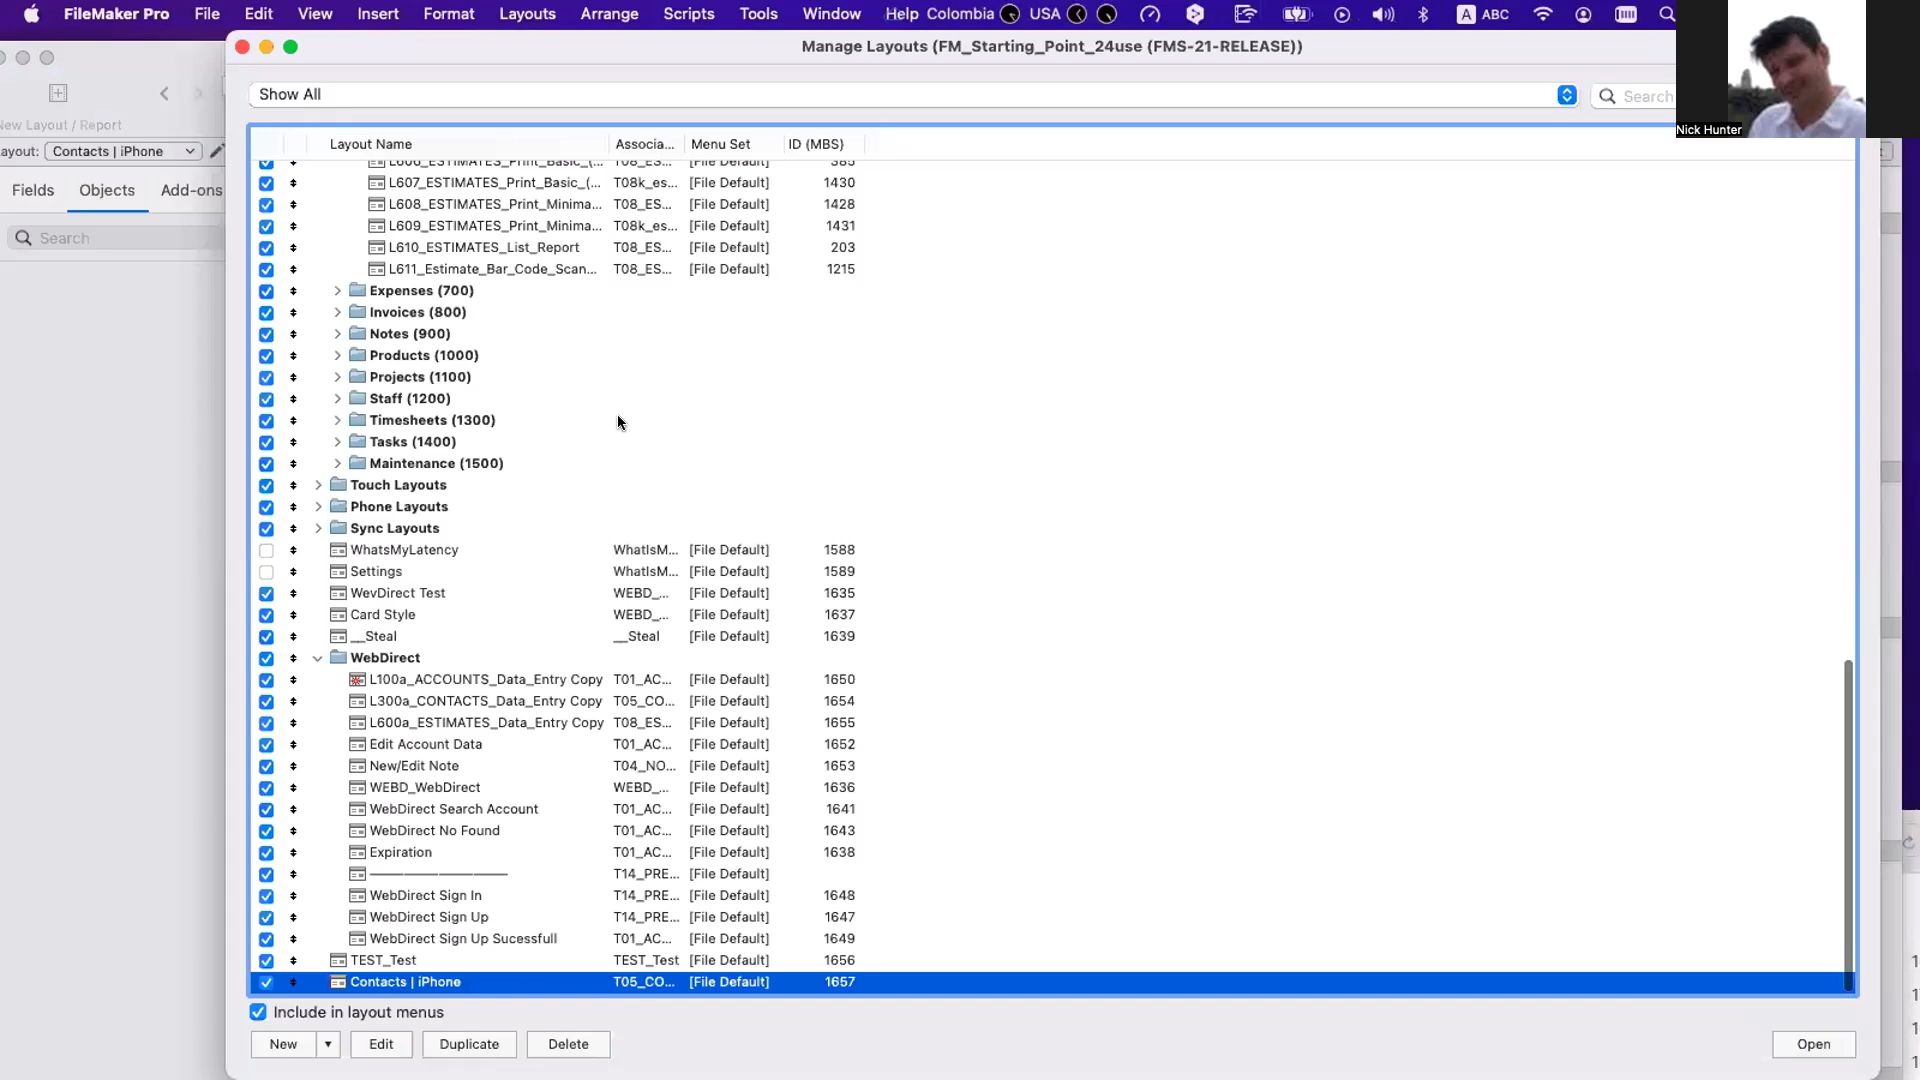 FileMaker Pro File Edit View Insert Format Layouts Arrange Scripts Tools Window Help Colombia USA A ABC
Manage Layouts (FM_Starting_Point_24use (FMS-21-RELEASE))
Show All
Search
Nick Hunter
New Layout / Report
Contacts | iPhone
Fields Objects Add-ons
Search
Layout Name Associa... Menu Set ID (MBS)
L606_ESTIMATES_Print_Basic_(... T08_ES... [File Default] 385
L607_ESTIMATES_Print_Basic_(... T08k_es... [File Default] 1430
L608_ESTIMATES_Print_Minima... T08_ES... [File Default] 1428
L609_ESTIMATES_Print_Minima... T08k_es... [File Default] 1431
L610_ESTIMATES_List_Report T08_ES... [File Default] 203
L611_Estimate_Bar_Code_Scan... T08_ES... [File Default] 1215
Expenses (700)
Invoices (800)
Notes (900)
Products (1000)
Projects (1100)
Staff (1200)
Timesheets (1300)
Tasks (1400)
Maintenance (1500)
Touch Layouts
Phone Layouts
Sync Layouts
WhatsMyLatency WhatIsM... [File Default] 1588
Settings WhatIsM... [File Default] 1589
WevDirect Test WEBD_... [File Default] 1635
Card Style WEBD_... [File Default] 1637
__Steal __Steal [File Default] 1639
WebDirect
L100a_ACCOUNTS_Data_Entry Copy T01_AC... [File Default] 1650
L300a_CONTACTS_Data_Entry Copy T05_CO... [File Default] 1654
L600a_ESTIMATES_Data_Entry Copy T08_ES... [File Default] 1655
Edit Account Data T01_AC... [File Default] 1652
New/Edit Note T04_NO... [File Default] 1653
WEBD_WebDirect WEBD_... [File Default] 1636
WebDirect Search Account T01_AC... [File Default] 1641
WebDirect No Found T01_AC... [File Default] 1643
Expiration T01_AC... [File Default] 1638
T14_PRE... [File Default]
WebDirect Sign In T14_PRE... [File Default] 1648
WebDirect Sign Up T14_PRE... [File Default] 1647
WebDirect Sign Up Sucessfull T01_AC... [File Default] 1649
TEST_Test TEST_Test [File Default] 1656
Contacts | iPhone T05_CO... [File Default] 1657
Include in layout menus
New Edit Duplicate Delete Open